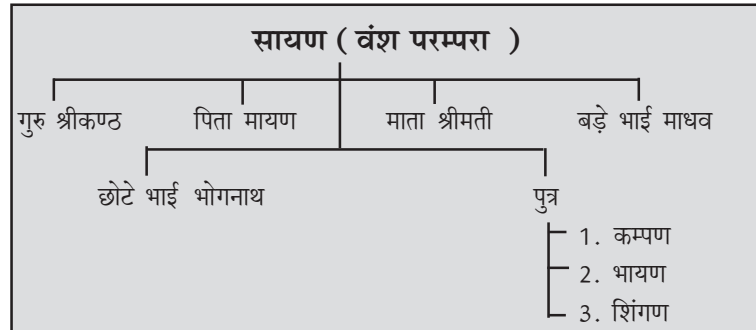 सायण ( वंश परम्परा )
गुरु श्रीकण्ठ पिता मायण माता श्रीमती बड़े भाई माधव
छोटे भाई भोगनाथ पुत्र
1. कम्पण
2. भायण
3. शिंगण